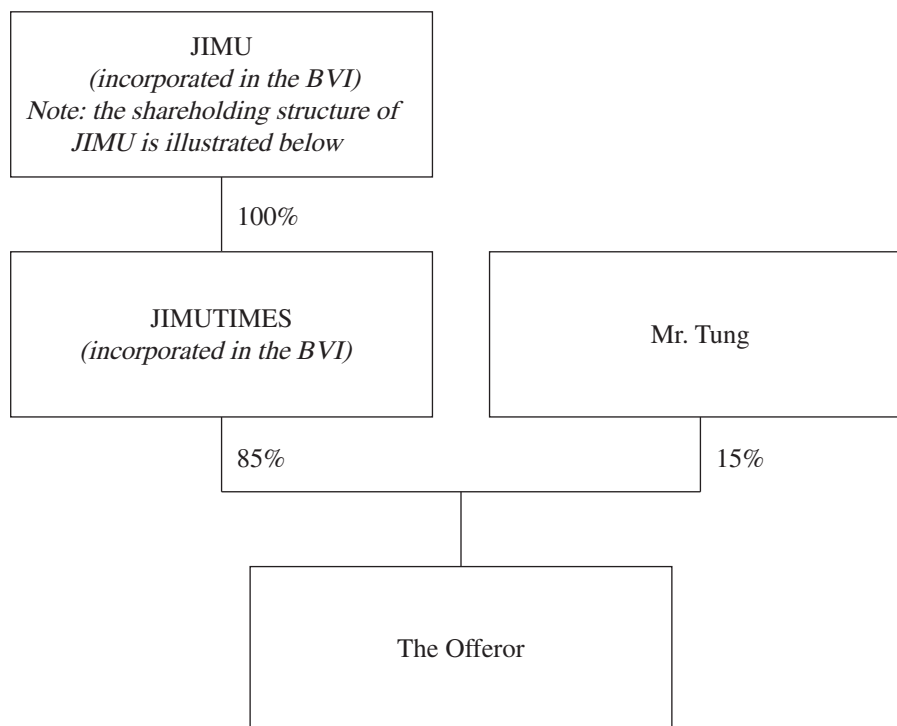 JIMU
(incorporated in the BVI)
Note: the shareholding structure of
JIMU is illustrated below
100%
JIMUTIMES
(incorporated in the BVI)
Mr. Tung
85%
15%
The Offeror